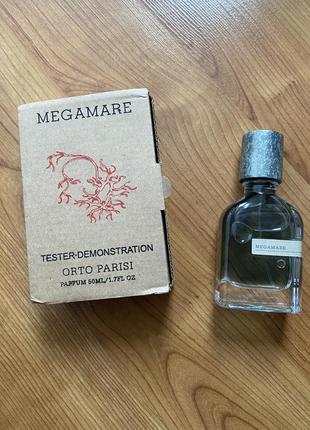 MEGAMARE
TESTER-DEMONSTRATION
ORTO PARISI
PARFUM 50ML/1.7FL OZ
MEGAMARE